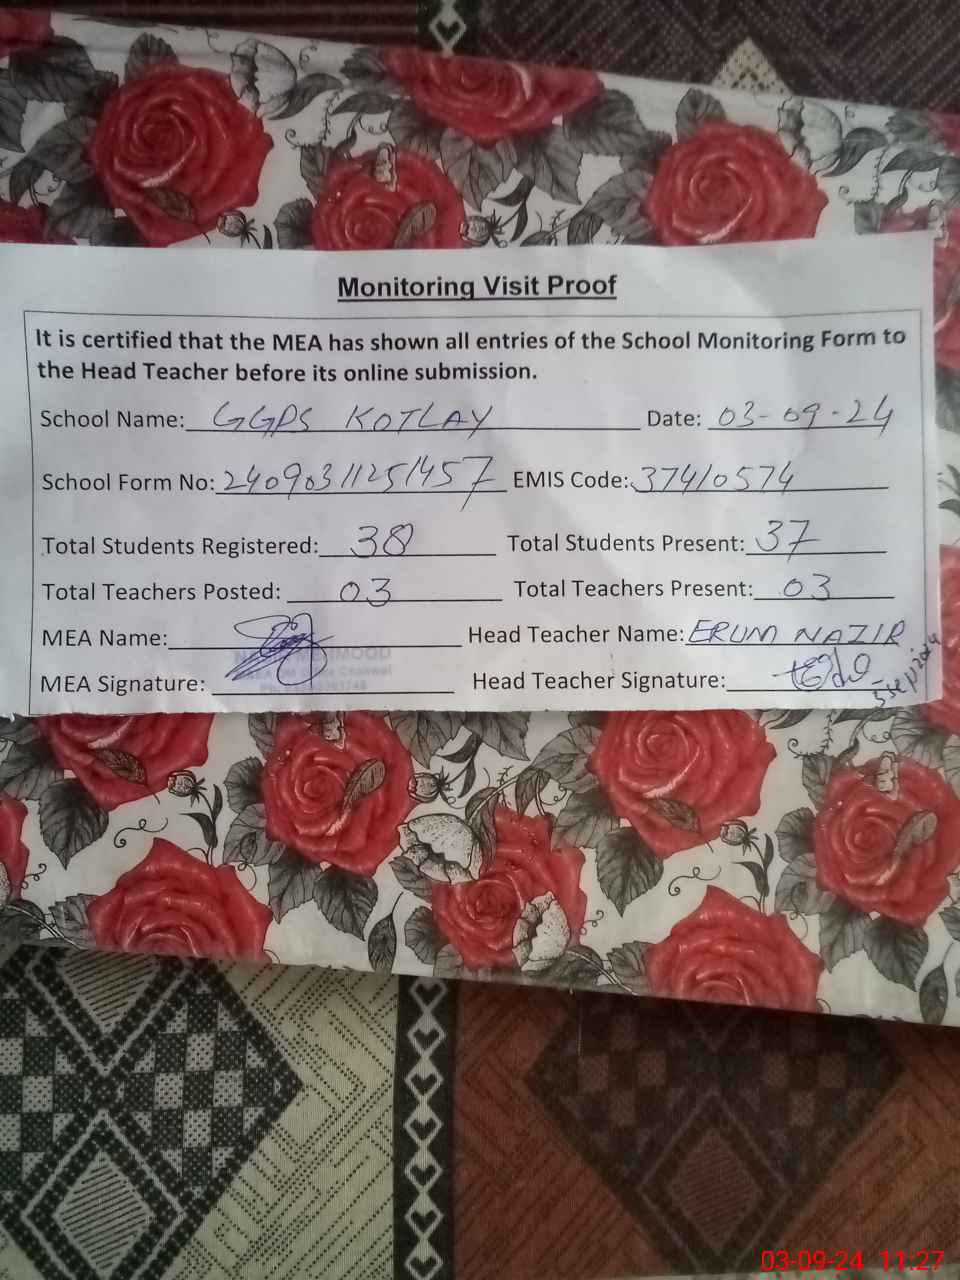 Monitoring Visit Proof
It is certified that the MEA has shown all entries of the School Monitoring Form to
the Head Teacher before its online submission.
School Name: GGPS KOTLAY Date: 03-09-24
School Form No: 24090311251457 EMIS Code: 37410574
Total Students Registered: 38 Total Students Present: 37
Total Teachers Posted: 03 Total Teachers Present: 03
MEA Name: Head Teacher Name: ERUM NAZIR
MEHMOOD
MEA Signature: Head Teacher Signature:
03-09-24 11:27